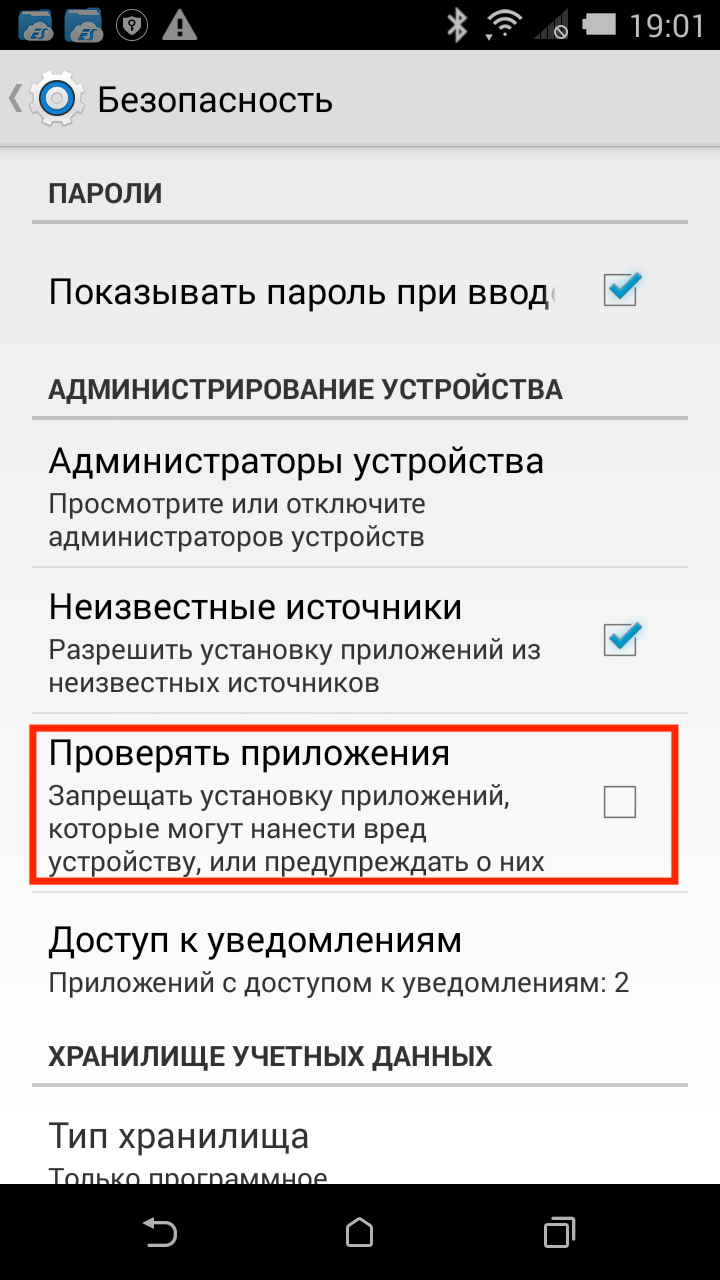 19:01
Безопасность
ПАРОЛИ
Показывать пароль при вводе
АДМИНИСТРИРОВАНИЕ УСТРОЙСТВА
Администраторы устройства
Просмотрите или отключите
администраторов устройств
Неизвестные источники
Разрешить установку приложений из
неизвестных источников
Проверять приложения
Запрещать установку приложений,
которые могут нанести вред
устройству, или предупреждать о них
Доступ к уведомлениям
Приложений с доступом к уведомлениям: 2
ХРАНИЛИЩЕ УЧЕТНЫХ ДАННЫХ
Тип хранилища
Только программное